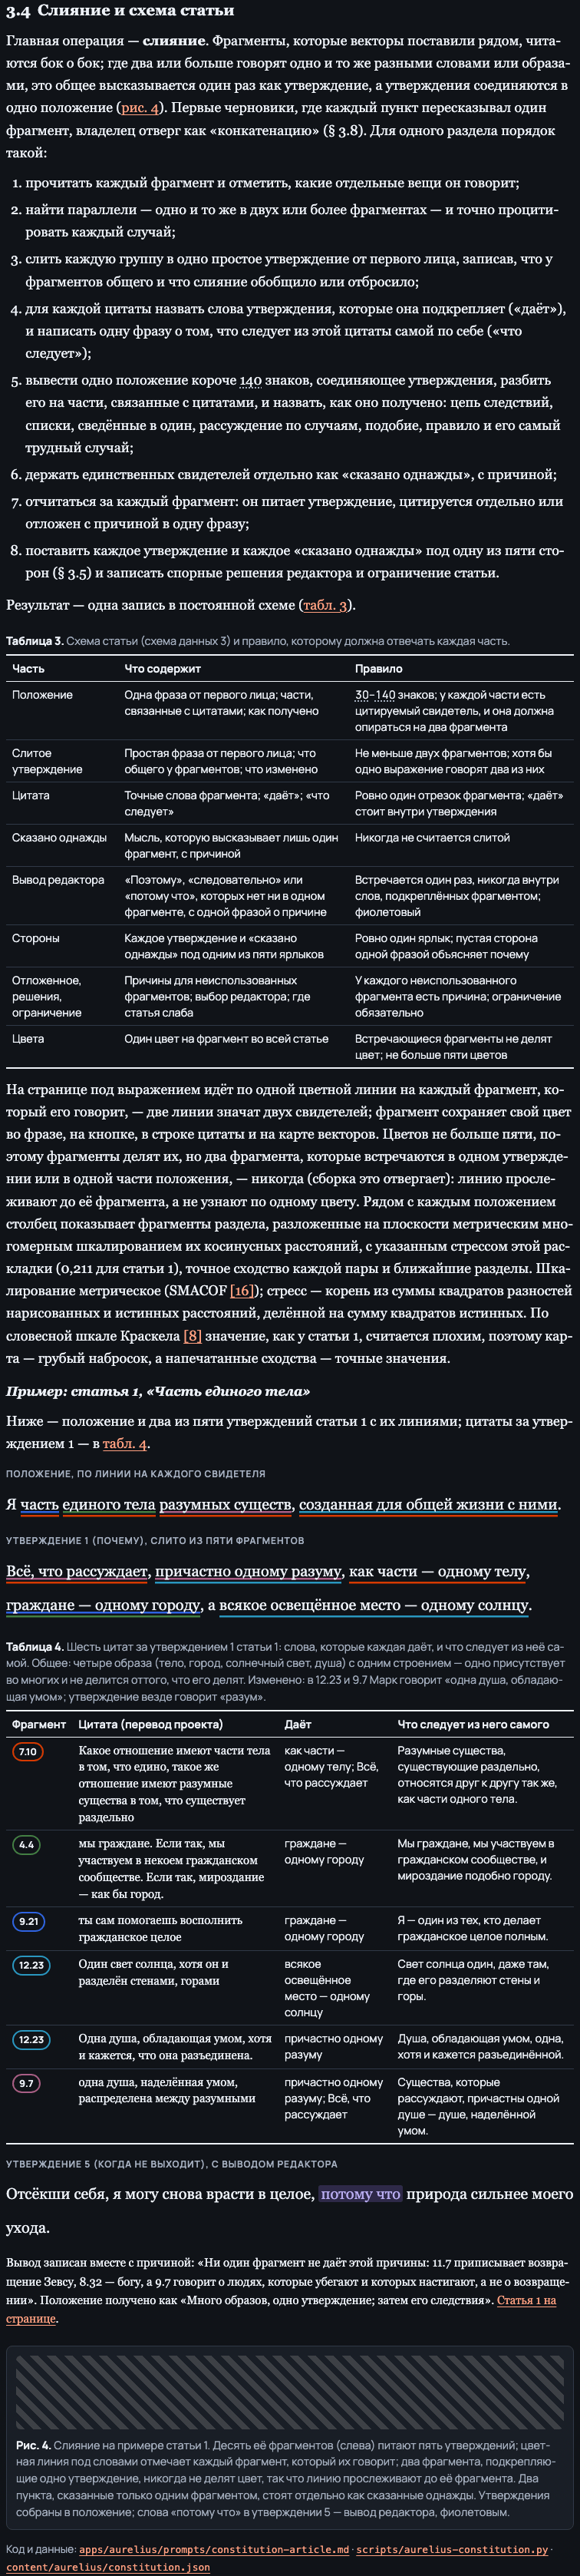 3.4 Слияние и схема статьи
Главная операция — слияние. Фрагменты, которые векторы поставили рядом, чита-
ются бок о бок; где два или больше говорят одно и то же разными словами или образа-
ми, это общее высказывается один раз как утверждение, а утверждения соединяются в
одно положение (рис. 4). Первые черновики, где каждый пункт пересказывал один
фрагмент, владелец отверг как «конкатенацию» (§ 3.8). Для одного раздела порядок
такой:
1. прочитать каждый фрагмент и отметить, какие отдельные вещи он говорит;
2. найти параллели — одно и то же в двух или более фрагментах — и точно процити-
ровать каждый случай;
3. слить каждую группу в одно простое утверждение от первого лица, записав, что у
фрагментов общего и что слияние обобщило или отбросило;
4. для каждой цитаты назвать слова утверждения, которые она подкрепляет («даёт»),
и написать одну фразу о том, что следует из этой цитаты самой по себе («что
следует»);
5. вывести одно положение короче 140 знаков, соединяющее утверждения, разбить
его на части, связанные с цитатами, и назвать, как оно получено: цепь следствий,
списки, сведённые в один, рассуждение по случаям, подобие, правило и его самый
трудный случай;
6. держать единственных свидетелей отдельно как «сказано однажды», с причиной;
7. отчитаться за каждый фрагмент: он питает утверждение, цитируется отдельно или
отложен с причиной в одну фразу;
8. поставить каждое утверждение и каждое «сказано однажды» под одну из пяти сто-
рон (§ 3.5) и записать спорные решения редактора и ограничение статьи.
Результат — одна запись в постоянной схеме (табл. 3).
Таблица 3. Схема статьи (схема данных 3) и правило, которому должна отвечать каждая часть.
Часть Что содержит Правило
Положение Одна фраза от первого лица; части, 30–140 знаков; у каждой части есть
связанные с цитатами; как получено цитируемый свидетель, и она должна
опираться на два фрагмента
Слитое Простая фраза от первого лица; что Не меньше двух фрагментов; хотя бы
утверждение общего у фрагментов; что изменено одно выражение говорят два из них
Цитата Точные слова фрагмента; «даёт»; «что Ровно один отрезок фрагмента; «даёт»
следует» стоит внутри утверждения
Сказано однажды Мысль, которую высказывает лишь один Никогда не считается слитой
фрагмент, с причиной
Вывод редактора «Поэтому», «следовательно» или Встречается один раз, никогда внутри
«потому что», которых нет ни в одном слов, подкреплённых фрагментом;
фрагменте, с одной фразой о причине фиолетовый
Стороны Каждое утверждение и «сказано Ровно один ярлык; пустая сторона
однажды» под одним из пяти ярлыков одной фразой объясняет почему
Отложенное, Причины для неиспользованных У каждого неиспользованного
решения, фрагментов; выбор редактора; где фрагмента есть причина; ограничение
ограничение статья слаба обязательно
Цвета Один цвет на фрагмент во всей статье Встречающиеся фрагменты не делят
цвет; не больше пяти цветов
На странице под выражением идёт по одной цветной линии на каждый фрагмент, ко-
торый его говорит, — две линии значат двух свидетелей; фрагмент сохраняет свой цвет
во фразе, на кнопке, в строке цитаты и на карте векторов. Цветов не больше пяти, по-
этому фрагменты делят их, но два фрагмента, которые встречаются в одном утвержде-
нии или в одной части положения, — никогда (сборка это отвергает): линию просле-
живают до её фрагмента, а не узнают по одному цвету. Рядом с каждым положением
столбец показывает фрагменты раздела, разложенные на плоскости метрическим мно-
гомерным шкалированием их косинусных расстояний, с указанным стрессом этой рас-
кладки (0,211 для статьи 1), точное сходство каждой пары и ближайшие разделы. Шка-
лирование метрическое (SMACOF [16]); стресс — корень из суммы квадратов разностей
нарисованных и истинных расстояний, делённой на сумму квадратов истинных. По
словесной шкале Краскела [8] значение, как у статьи 1, считается плохим, поэтому кар-
та — грубый набросок, а напечатанные сходства — точные значения.
Пример: статья 1, «Часть единого тела»
Ниже — положение и два из пяти утверждений статьи 1 с их линиями; цитаты за утвер-
ждением 1 — в табл. 4.
ПОЛОЖЕНИЕ, ПО ЛИНИИ НА КАЖДОГО СВИДЕТЕЛЯ
Я часть единого тела разумных существ, созданная для общей жизни с ними.
УТВЕРЖДЕНИЕ 1 (ПОЧЕМУ), СЛИТО ИЗ ПЯТИ ФРАГМЕНТОВ
Всё, что рассуждает, причастно одному разуму, как части — одному телу,
граждане — одному городу, а всякое освещённое место — одному солнцу.
Таблица 4. Шесть цитат за утверждением 1 статьи 1: слова, которые каждая даёт, и что следует из неё са-
мой. Общее: четыре образа (тело, город, солнечный свет, душа) с одним строением — одно присутствует
во многих и не делится оттого, что его делят. Изменено: в 12.23 и 9.7 Марк говорит «одна душа, обладаю-
щая умом»; утверждение везде говорит «разум».
Фрагмент Цитата (перевод проекта) Даёт Что следует из него самого
7.10 Какое отношение имеют части тела как части — Разумные существа,
в том, что едино, такое же одному телу; Всё, существующие раздельно,
отношение имеют разумные что рассуждает относятся друг к другу так же,
существа в том, что существует как части одного тела.
раздельно
4.4 мы граждане. Если так, мы граждане — Мы граждане, мы участвуем в
участвуем в некоем гражданском одному городу гражданском сообществе, и
сообществе. Если так, мироздание мироздание подобно городу.
— как бы город.
9.21 ты сам помогаешь восполнить граждане — Я — один из тех, кто делает
гражданское целое одному городу гражданское целое полным.
12.23 Один свет солнца, хотя он и всякое Свет солнца один, даже там,
разделён стенами, горами освещённое где его разделяют стены и
место — одному горы.
солнцу
12.23 Одна душа, обладающая умом, хотя причастно одному Душа, обладающая умом, одна,
и кажется, что она разъединена. разуму хотя и кажется разъединённой.
9.7 одна душа, наделённая умом, причастно одному Существа, которые
распределена между разумными разуму; Всё, что рассуждают, причастны одной
рассуждает душе — душе, наделённой
умом.
УТВЕРЖДЕНИЕ 5 (КОГДА НЕ ВЫХОДИТ), С ВЫВОДОМ РЕДАКТОРА
Отсёкши себя, я могу снова врасти в целое, потому что природа сильнее моего
ухода.
Вывод записан вместе с причиной: «Ни один фрагмент не даёт этой причины: 11.7 приписывает возвра-
щение Зевсу, 8.32 — богу, а 9.7 говорит о людях, которые убегают и которых настигают, а не о возвраще-
нии». Положение получено как «Много образов, одно утверждение; затем его следствия». Статья 1 на
странице.
Рис. 4. Слияние на примере статьи 1. Десять её фрагментов (слева) питают пять утверждений; цвет-
ная линия под словами отмечает каждый фрагмент, который их говорит; два фрагмента, подкрепляю-
щие одно утверждение, никогда не делят цвет, так что линию прослеживают до её фрагмента. Два
пункта, сказанные только одним фрагментом, стоят отдельно как сказанные однажды. Утверждения
собраны в положение; слова «потому что» в утверждении 5 — вывод редактора, фиолетовым.
Код и данные: apps/aurelius/prompts/constitution-article.md · scripts/aurelius-constitution.py ·
content/aurelius/constitution.json